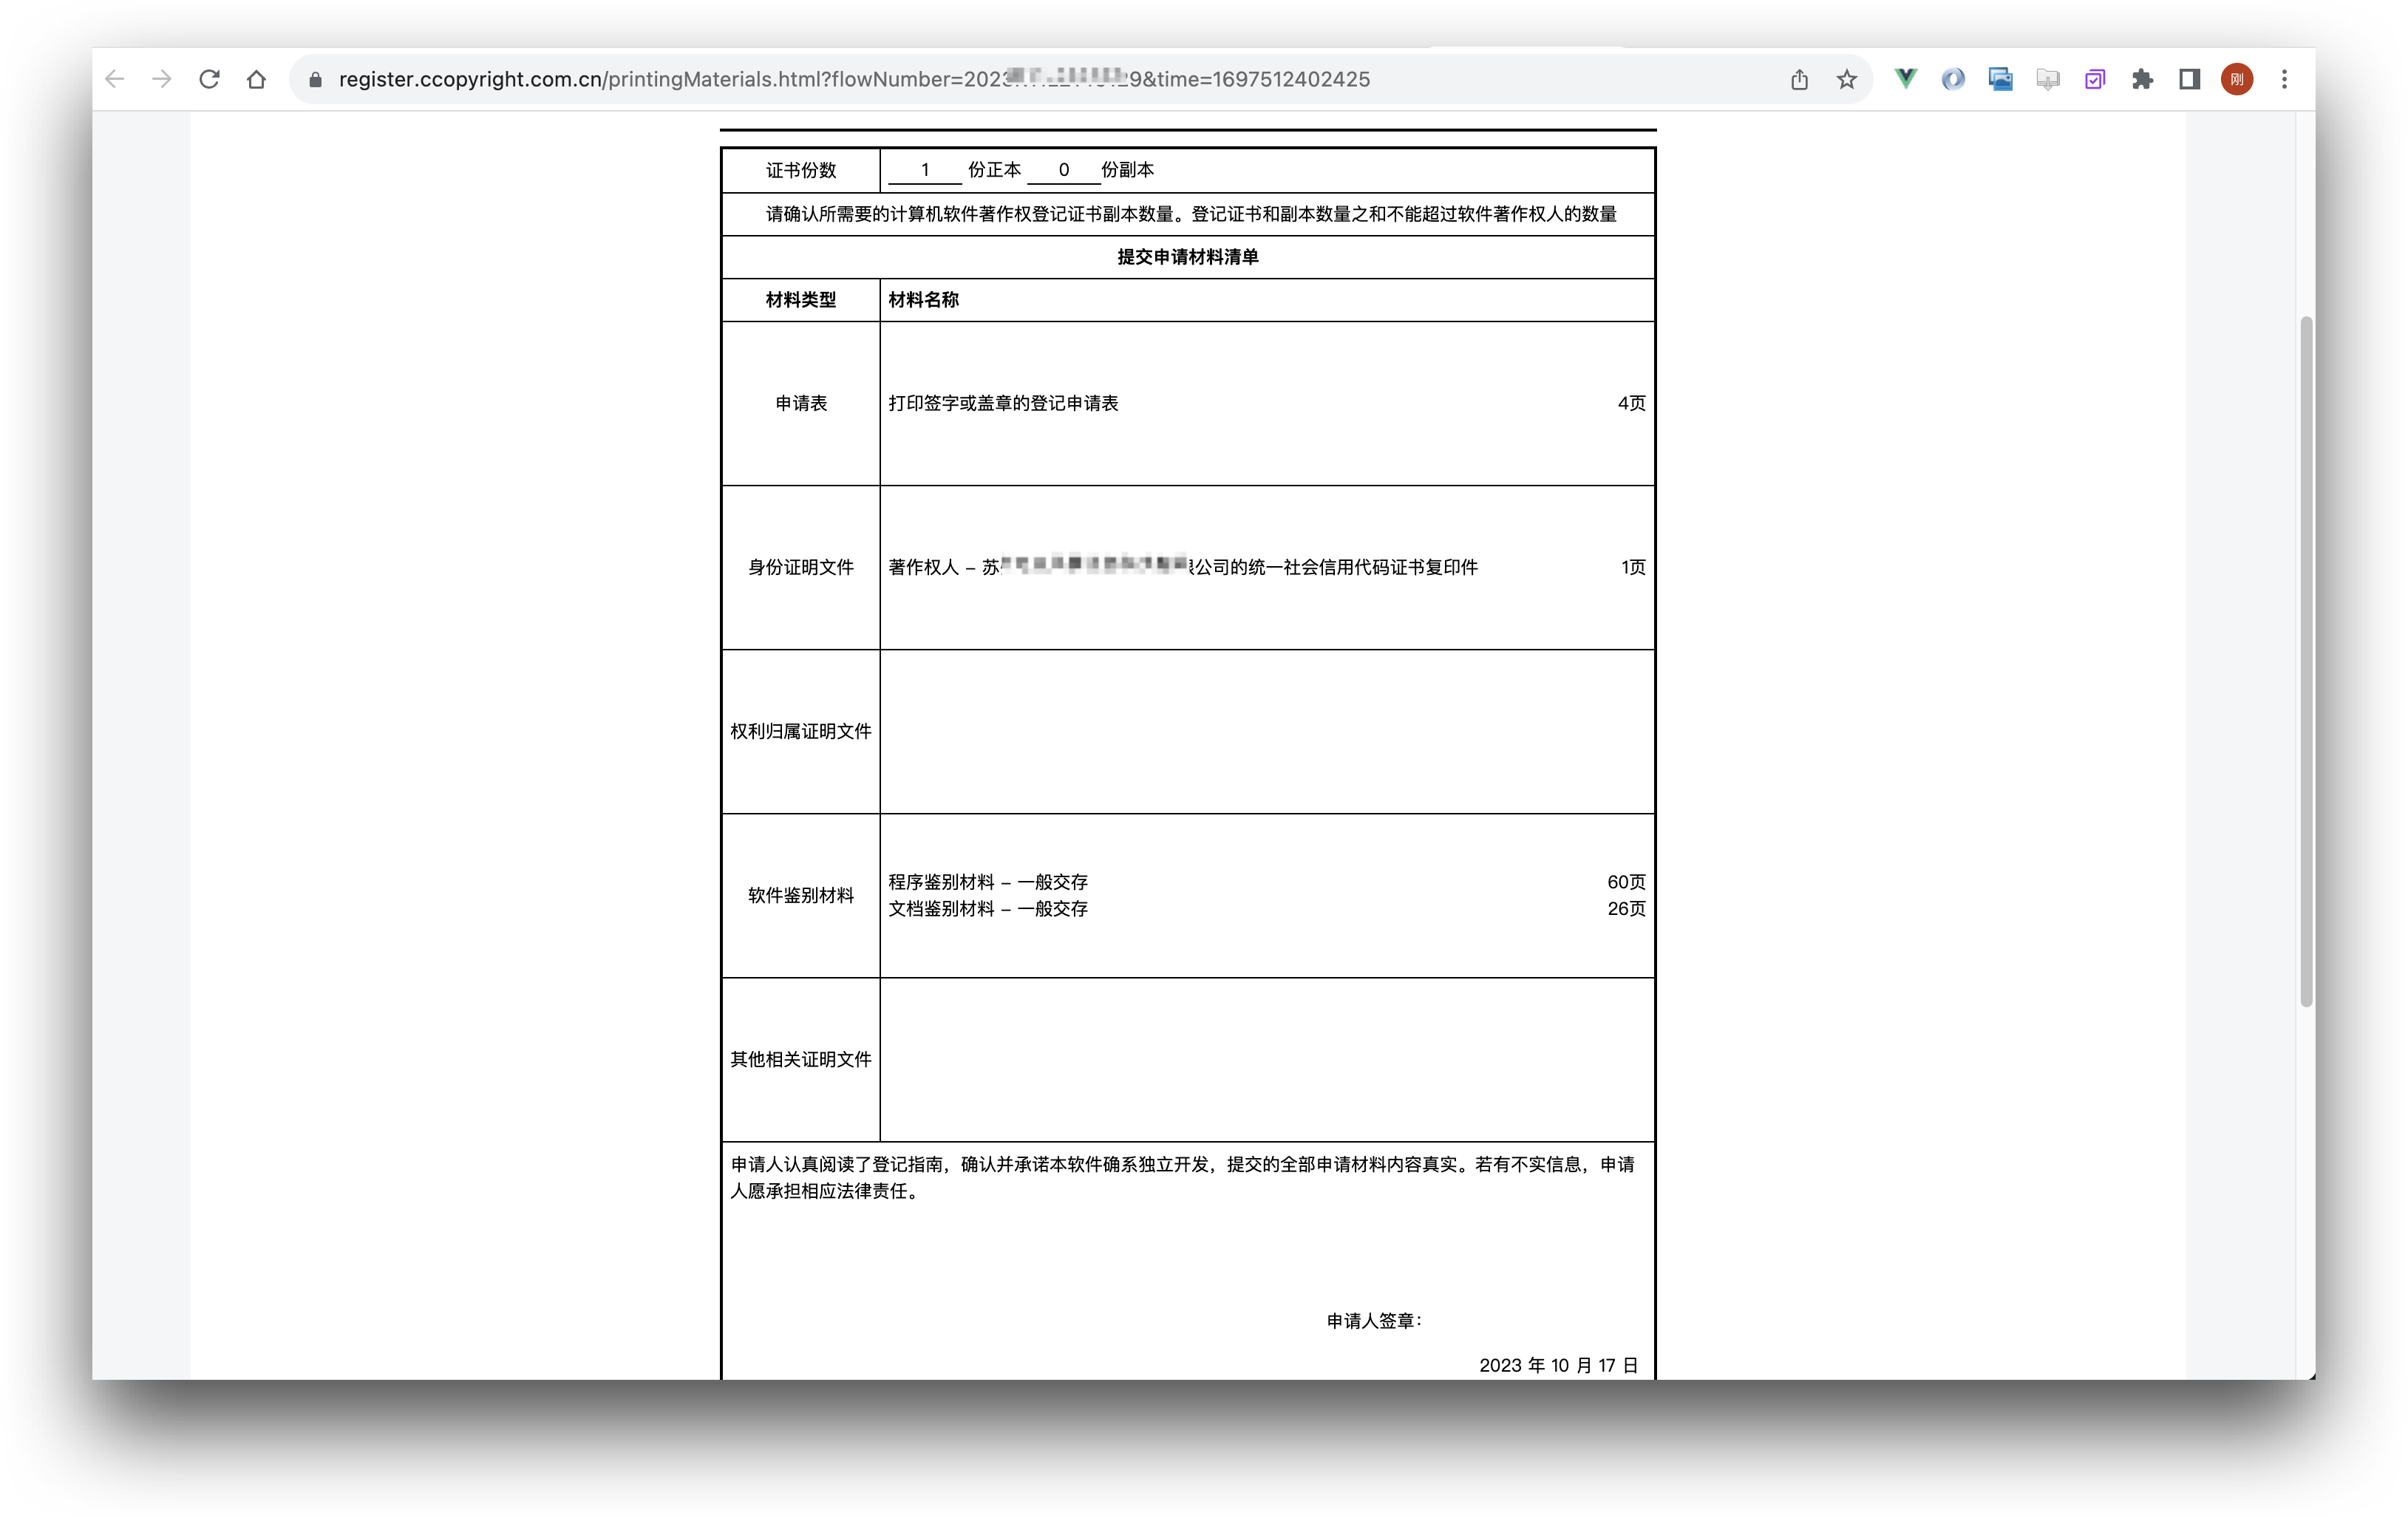 register.ccopyright.com.cn/printingMaterials.html?flowNumber=2023 9&time=1697512402425
刚
证书份数 1 份正本 0 份副本
请确认所需要的计算机软件著作权登记证书副本数量。登记证书和副本数量之和不能超过软件著作权人的数量
提交申请材料清单
材料类型 材料名称
申请表 打印签字或盖章的登记申请表 4页
身份证明文件 著作权人 – 苏 公司的统一社会信用代码证书复印件 1页
权利归属证明文件
软件鉴别材料
程序鉴别材料 – 一般交存 60页
文档鉴别材料 – 一般交存 26页
其他相关证明文件
申请人认真阅读了登记指南，确认并承诺本软件确系独立开发，提交的全部申请材料内容真实。若有不实信息，申请
人愿承担相应法律责任。
申请人签章：
2023 年 10 月 17 日